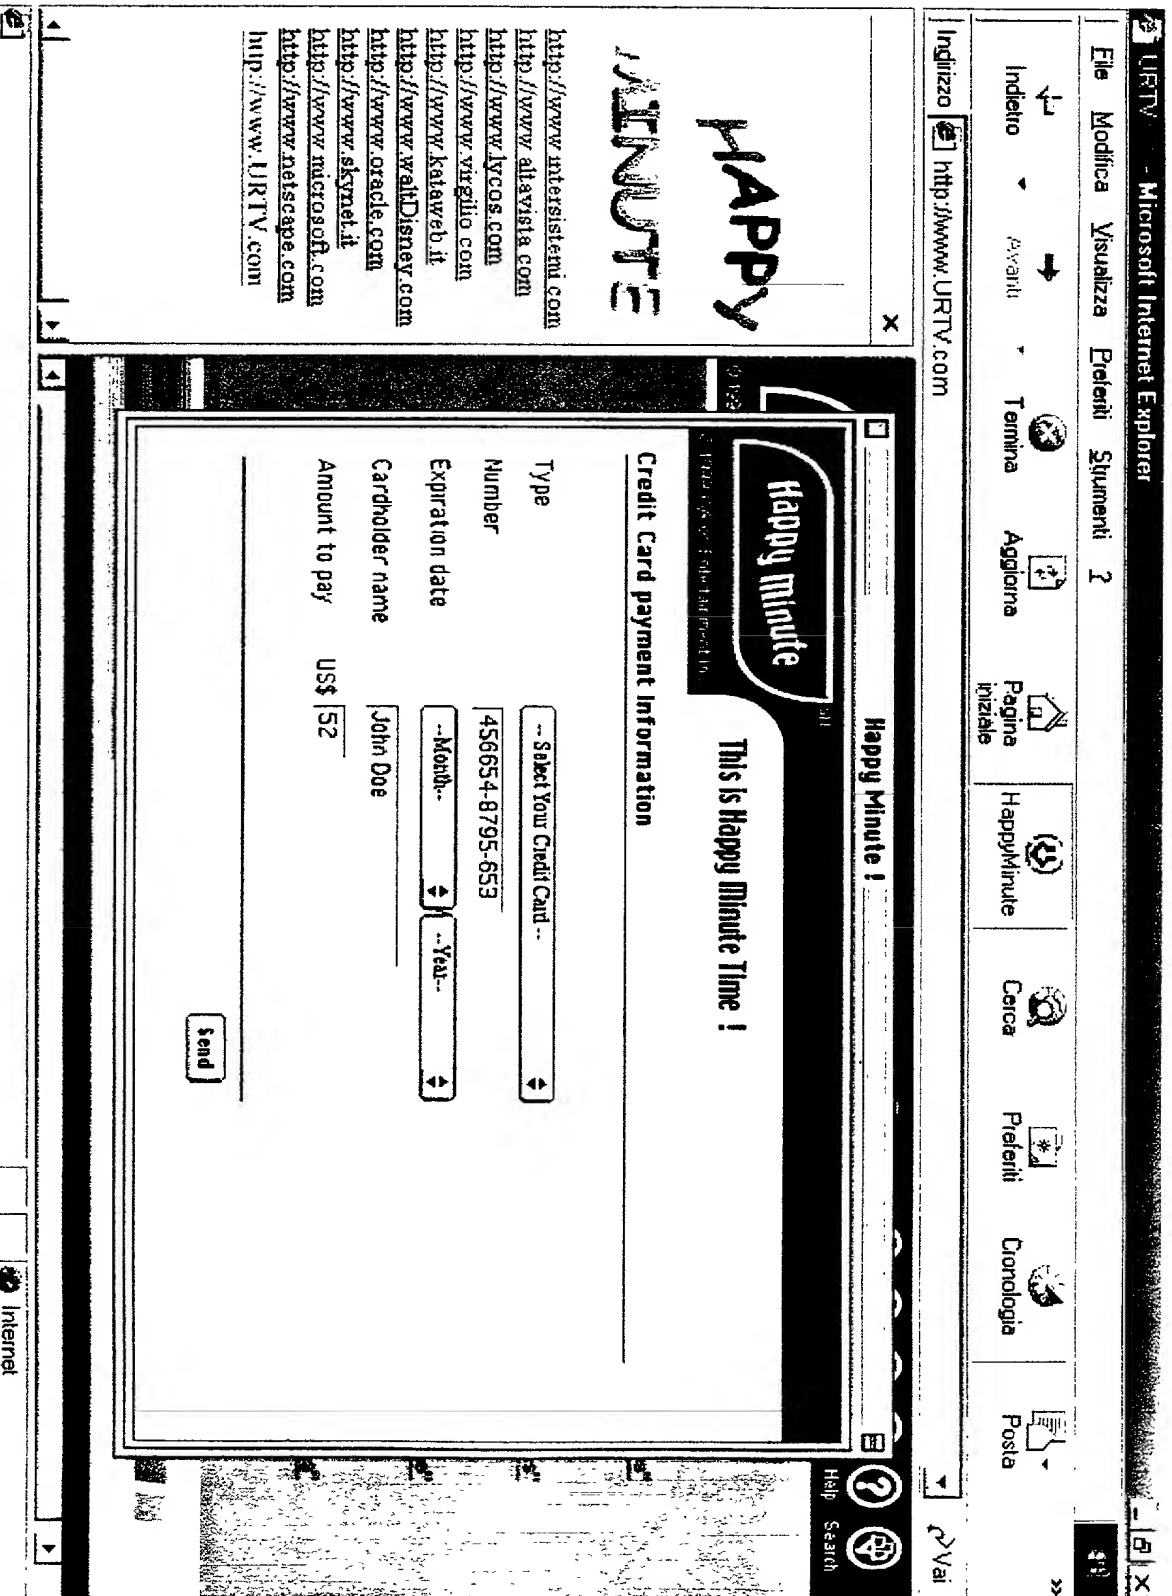 URTV - Microsoft Internet Explorer
File Modifica Visualizza Preferiti Strumenti ?
Indietro Avanti Termina Aggiorna Pagina iniziale HappyMinute Cerca Preferiti Cronologia Posta »
Indirizzo http://www.URTV.com Vai
HAPPY
MINUTE
http://www.intersistemi.com
http://www.altavista.com
http://www.lycos.com
http://www.virgilio.com
http://www.kataweb.it
http://www.waltDisney.com
http://www.oracle.com
http://www.skynet.it
http://www.microsoft.com
http://www.netscape.com
http://www.URTV.com
Help Search
Happy Minute !
Happy Minute
This is Happy Minute Time !
Credit Card payment Information
Type -- Select Your Credit Card --
Number 456654-8795-653
Expiration date --Month-- / --Year--
Cardholder name John Doe
Amount to pay US$ 52
Send
Internet